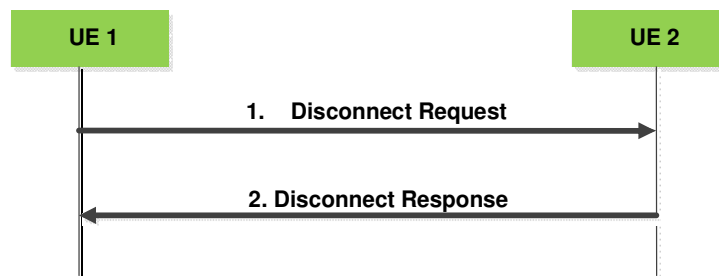 UE 1
UE 2
1. Disconnect Request
2. Disconnect Response